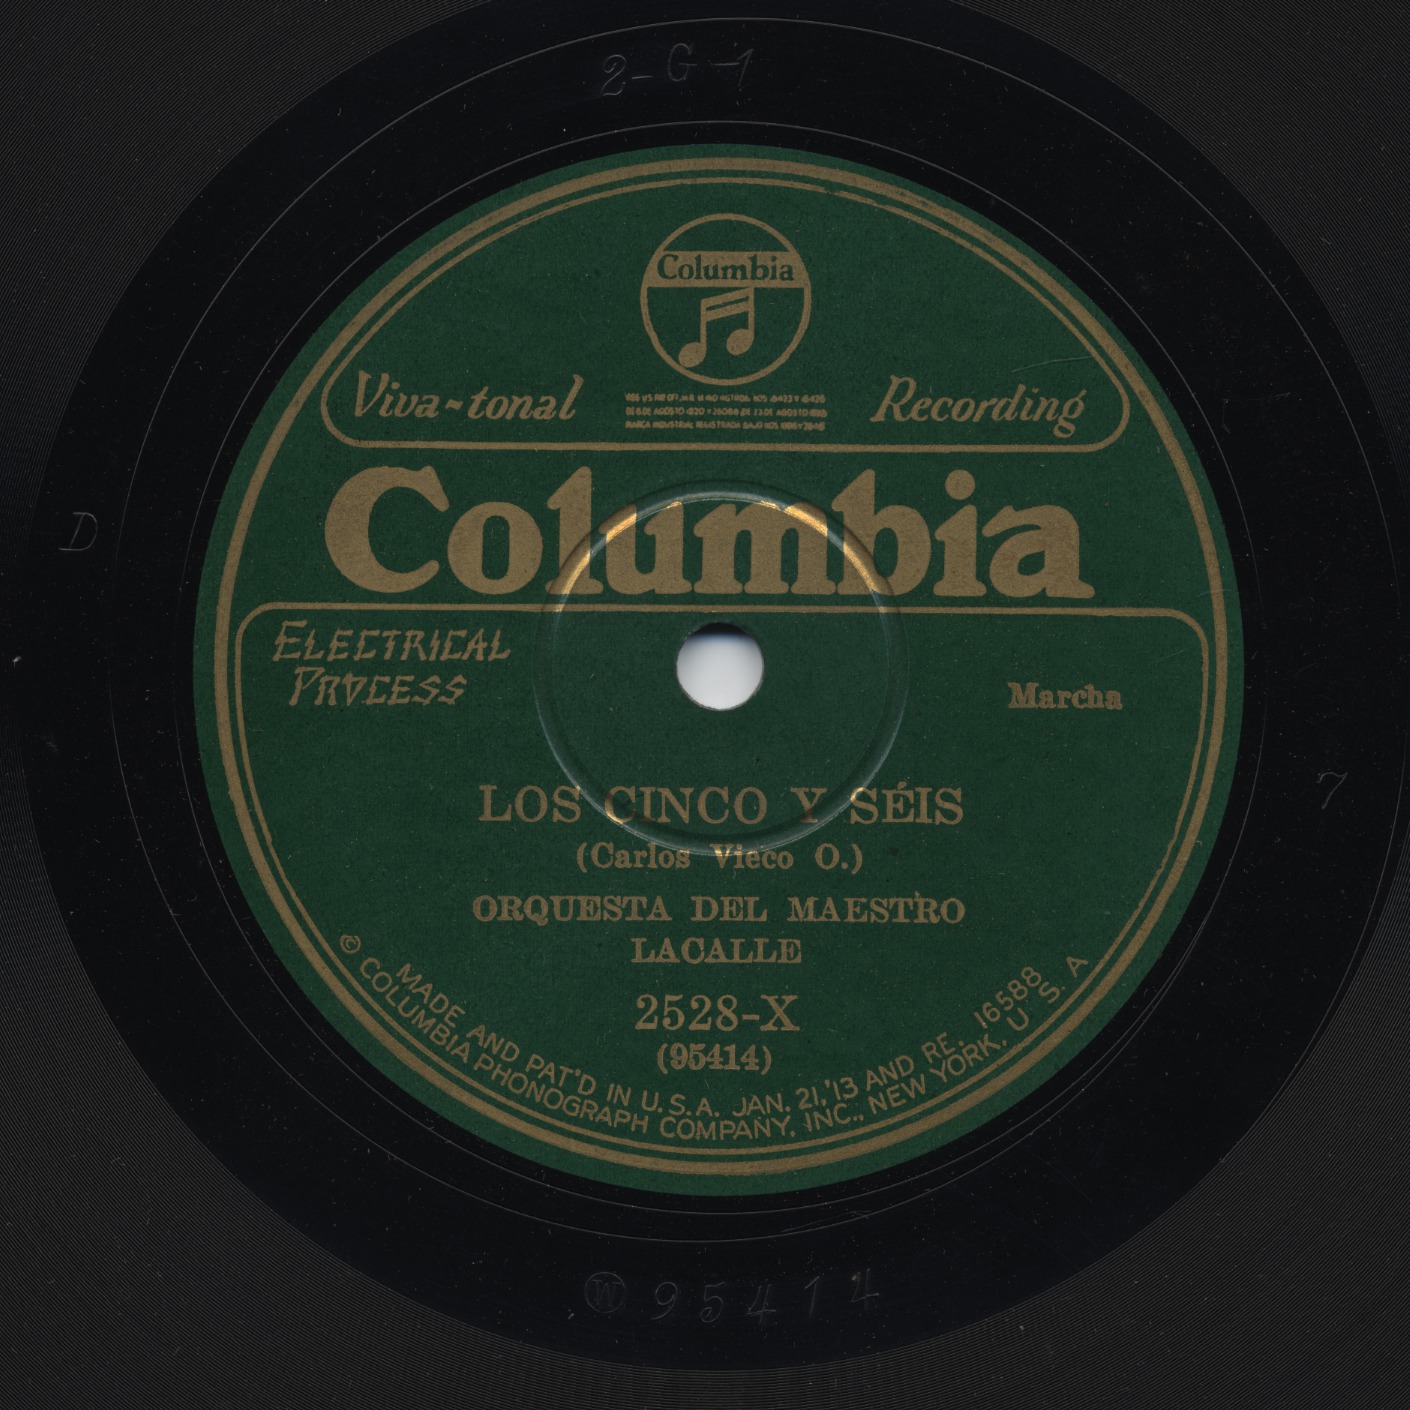 2-G-1
Columbia
Viva-tonal
Recording
Columbia
ELECTRICAL
PROCESS
Marcha
D
7
LOS CINCO Y SÉIS
(Carlos Vieco O.)
ORQUESTA DEL MAESTRO
LACALLE
2528-X
(95414)
MADE AND PAT'D IN U.S.A. JAN. 21,'13 AND RE. 16588
© COLUMBIA PHONOGRAPH COMPANY, INC., NEW YORK, U. S. A
W 95414